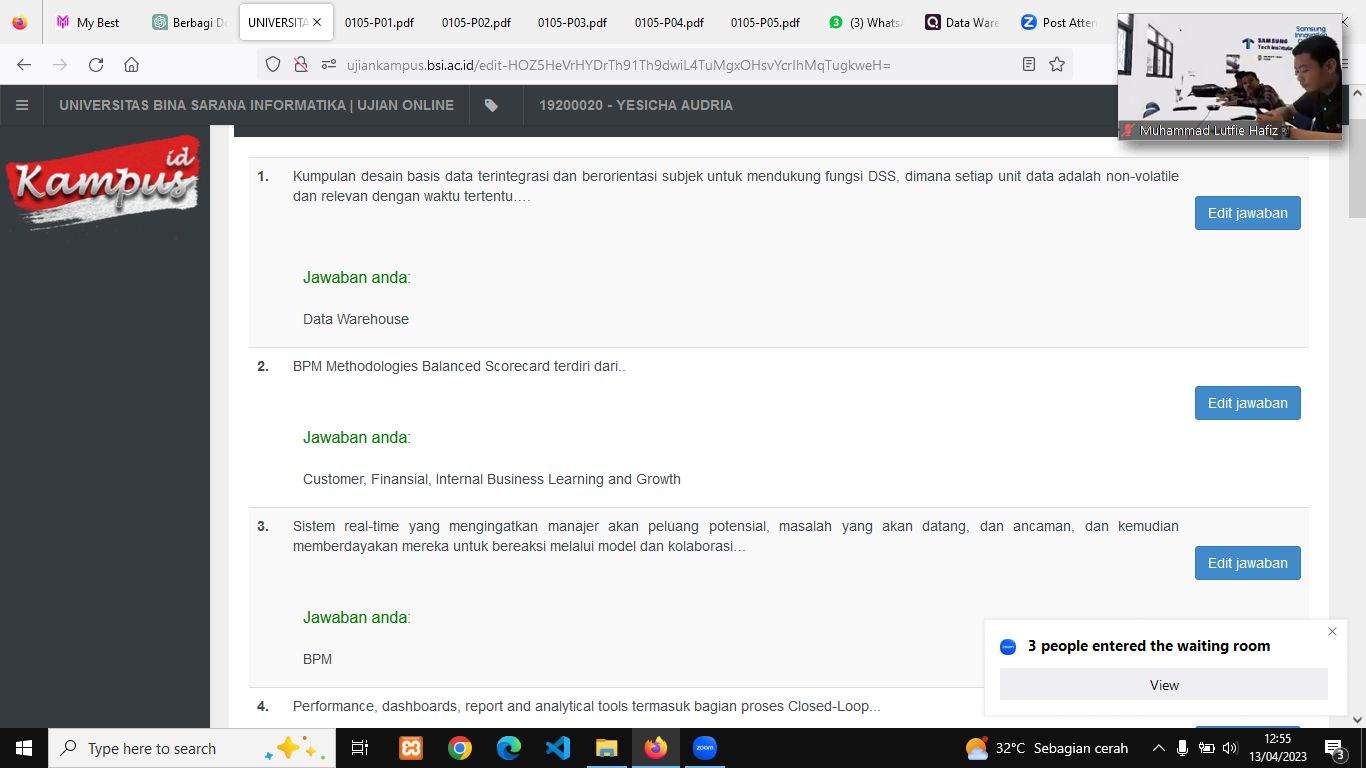 My Best
Berbagi D
UNIVERSITA
0105-P01.pdf
0105-P02.pdf
0105-P03.pdf
0105-P04.pdf
0105-P05.pdf
(3) Whats
Data Ware
Post Atten
ujiankampus.bsi.ac.id/edit-HOZ5HeVrHYDrTh91Th9dwiL4TuMgxOHsvYcrIhMqTugkweH=
SAMSUNG
Tech Institute
Samsung
Innovation
Muhammad Lutfie Hafiz
UNIVERSITAS BINA SARANA INFORMATIKA | UJIAN ONLINE
19200020 - YESICHA AUDRIA
Kampus id
1. Kumpulan desain basis data terintegrasi dan berorientasi subjek untuk mendukung fungsi DSS, dimana setiap unit data adalah non-volatile
dan relevan dengan waktu tertentu....
Edit jawaban
Jawaban anda:
Data Warehouse
2. BPM Methodologies Balanced Scorecard terdiri dari..
Edit jawaban
Jawaban anda:
Customer, Finansial, Internal Business Learning and Growth
3. Sistem real-time yang mengingatkan manajer akan peluang potensial, masalah yang akan datang, dan ancaman, dan kemudian
memberdayakan mereka untuk bereaksi melalui model dan kolaborasi...
Edit jawaban
Jawaban anda:
BPM
4. Performance, dashboards, report and analytical tools termasuk bagian proses Closed-Loop...
zoom
3 people entered the waiting room
View
Type here to search
zoom
32°C Sebagian cerah
12:55
13/04/2023
3